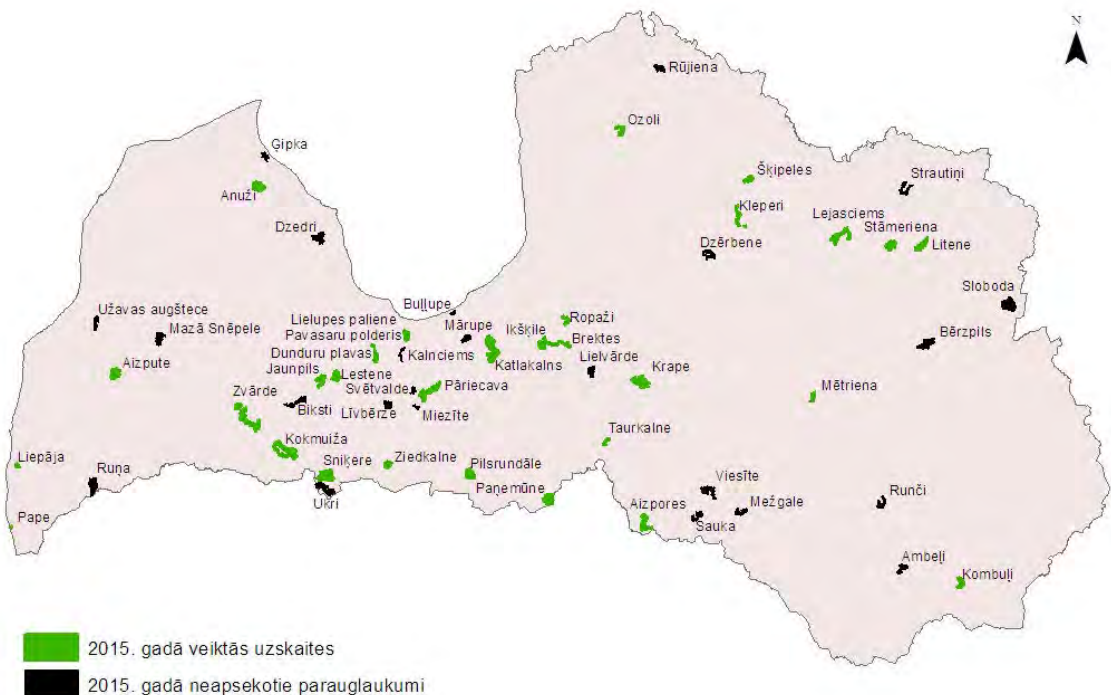 N
Rūjiena
Ozoli
Ģipka
Šķipeles
Strautiņi
Anuži
Kleperi
Lejasciems
Stāmeriena
Dzedri
Dzērbene
Litene
Sloboda
Užavas augštece
Buļļupe
Lielupes paliene
Ropaži
Mazā Snēpele
Pavasaru polderis
Mārupe
Ikšķile
Brektes
Bērzpils
Dunduru plavas
Kalnciems
Katlakalns
Lielvārde
Aizpute
Jaunpils
Lestene
Krape
Svētvalde
Pāriecava
Mētriena
Zvārde
Biksti
Līvbērze
Miezīte
Taurkalne
Kokmuiža
Liepāja
Ruņa
Sniķere
Ziedkalne
Pilsrundāle
Viesīte
Paņemūne
Runči
Ukri
Aizpores
Mežgale
Pape
Sauka
Ambeļi
Kombuļi
2015. gadā veiktās uzskaites
2015. gadā neapsekotie parauglaukumi